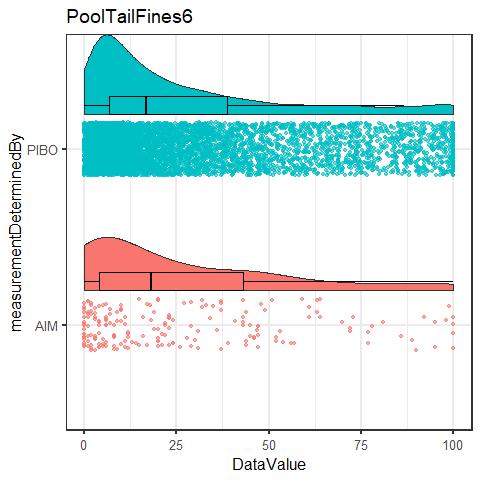 PoolTailFines6
measurementDeterminedBy
PIBO
AIM
0 25 50 75 100
DataValue